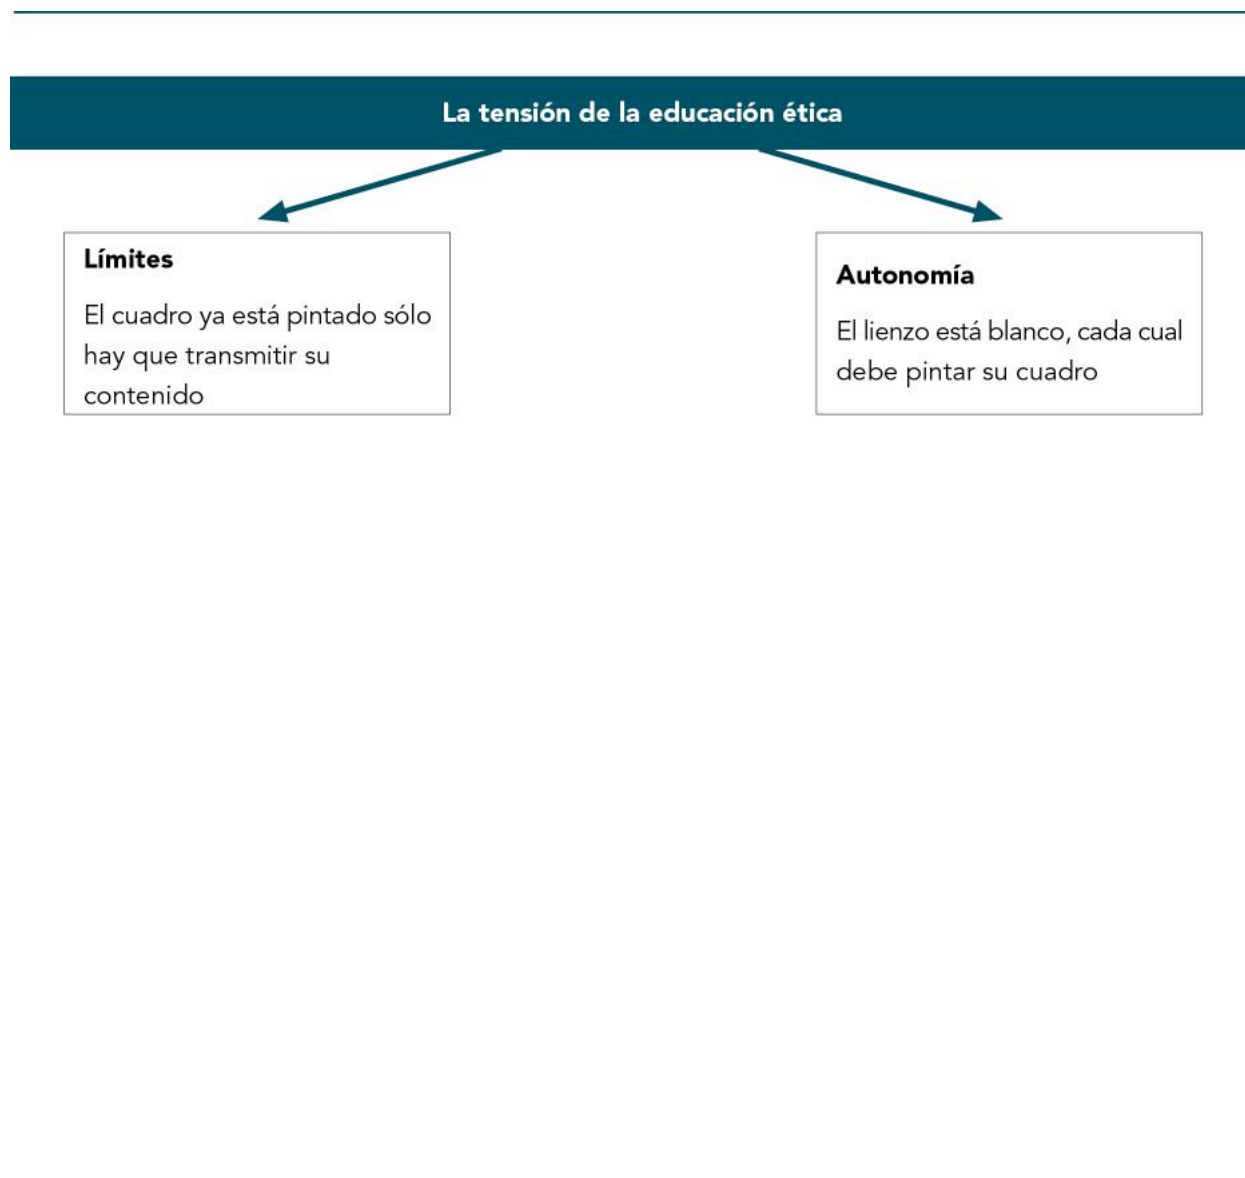 La tensión de la educación ética
Límites
El cuadro ya está pintado sólo
hay que transmitir su
contenido
Autonomía
El lienzo está blanco, cada cual
debe pintar su cuadro